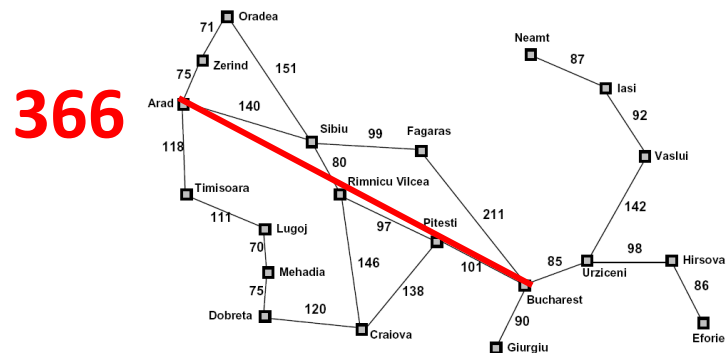 Oradea
71
Neamt
87
Zerind
151
75
Iasi
366
Arad
140
92
Sibiu
99
Fagaras
118
80
Vaslui
Rimnicu Vilcea
Timisoara
211
142
111
Lugoj
97
Pitesti
70
146
101
85
98
Hirsova
Mehadia
Urziceni
75
138
86
120
Bucharest
Dobreta
90
Craiova
Eforie
Giurgiu